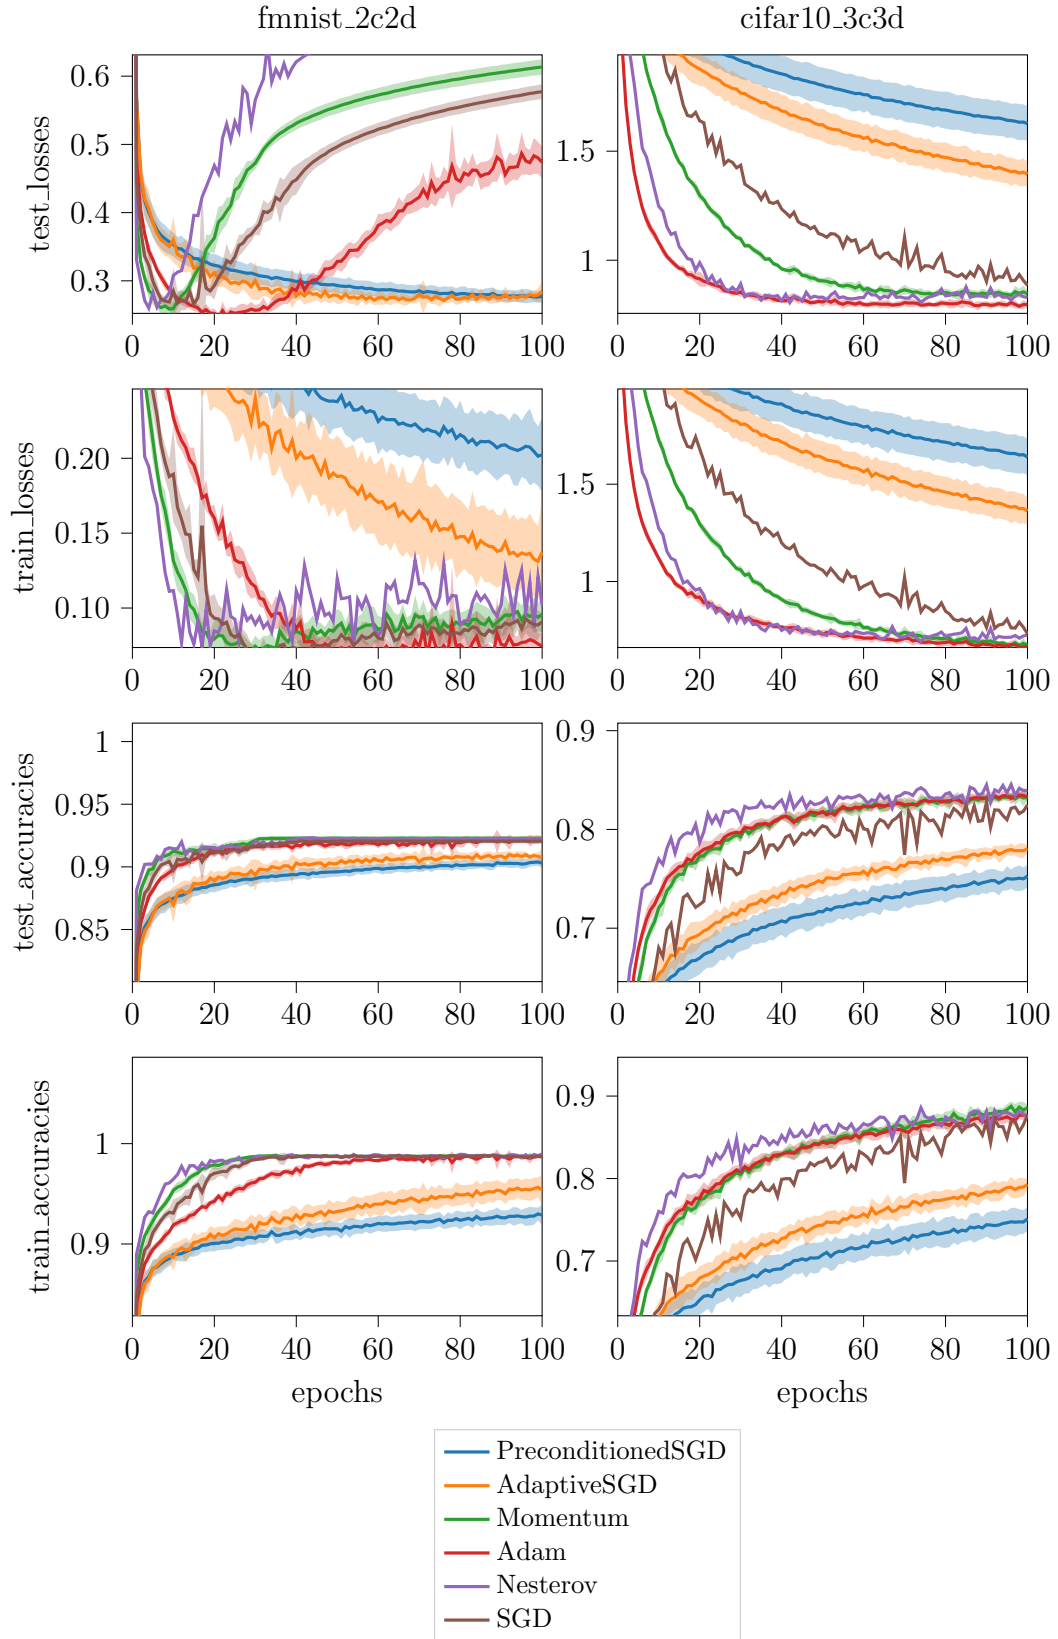 fmnist_2c2d cifar10_3c3d
test_losses
0.6
0.5
0.4
0.3
0 20 40 60 80 100
1.5
1
0 20 40 60 80 100
train_losses
0.20
0.15
0.10
0 20 40 60 80 100
1.5
1
0 20 40 60 80 100
test_accuracies
1
0.95
0.9
0.85
0 20 40 60 80 100
0.9
0.8
0.7
0 20 40 60 80 100
train_accuracies
1
0.9
0 20 40 60 80 100
epochs
0.9
0.8
0.7
0 20 40 60 80 100
epochs
PreconditionedSGD
AdaptiveSGD
Momentum
Adam
Nesterov
SGD